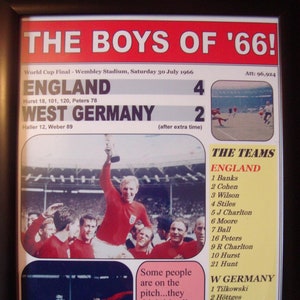 THE BOYS OF '66!
World Cup Final - Wembley Stadium, Saturday 30 July 1966
Att: 96,924
ENGLAND 4
Hurst 18, 101, 120, Peters 78
WEST GERMANY 2
Haller 12, Weber 89 (after extra time)
THE TEAMS
ENGLAND
1 Banks
2 Cohen
3 Wilson
4 Stiles
5 J Charlton
6 Moore
7 Ball
16 Peters
9 R Charlton
10 Hurst
21 Hunt
W GERMANY
1 Tilkowski
2 Höttges
Some people
are on the
pitch...they